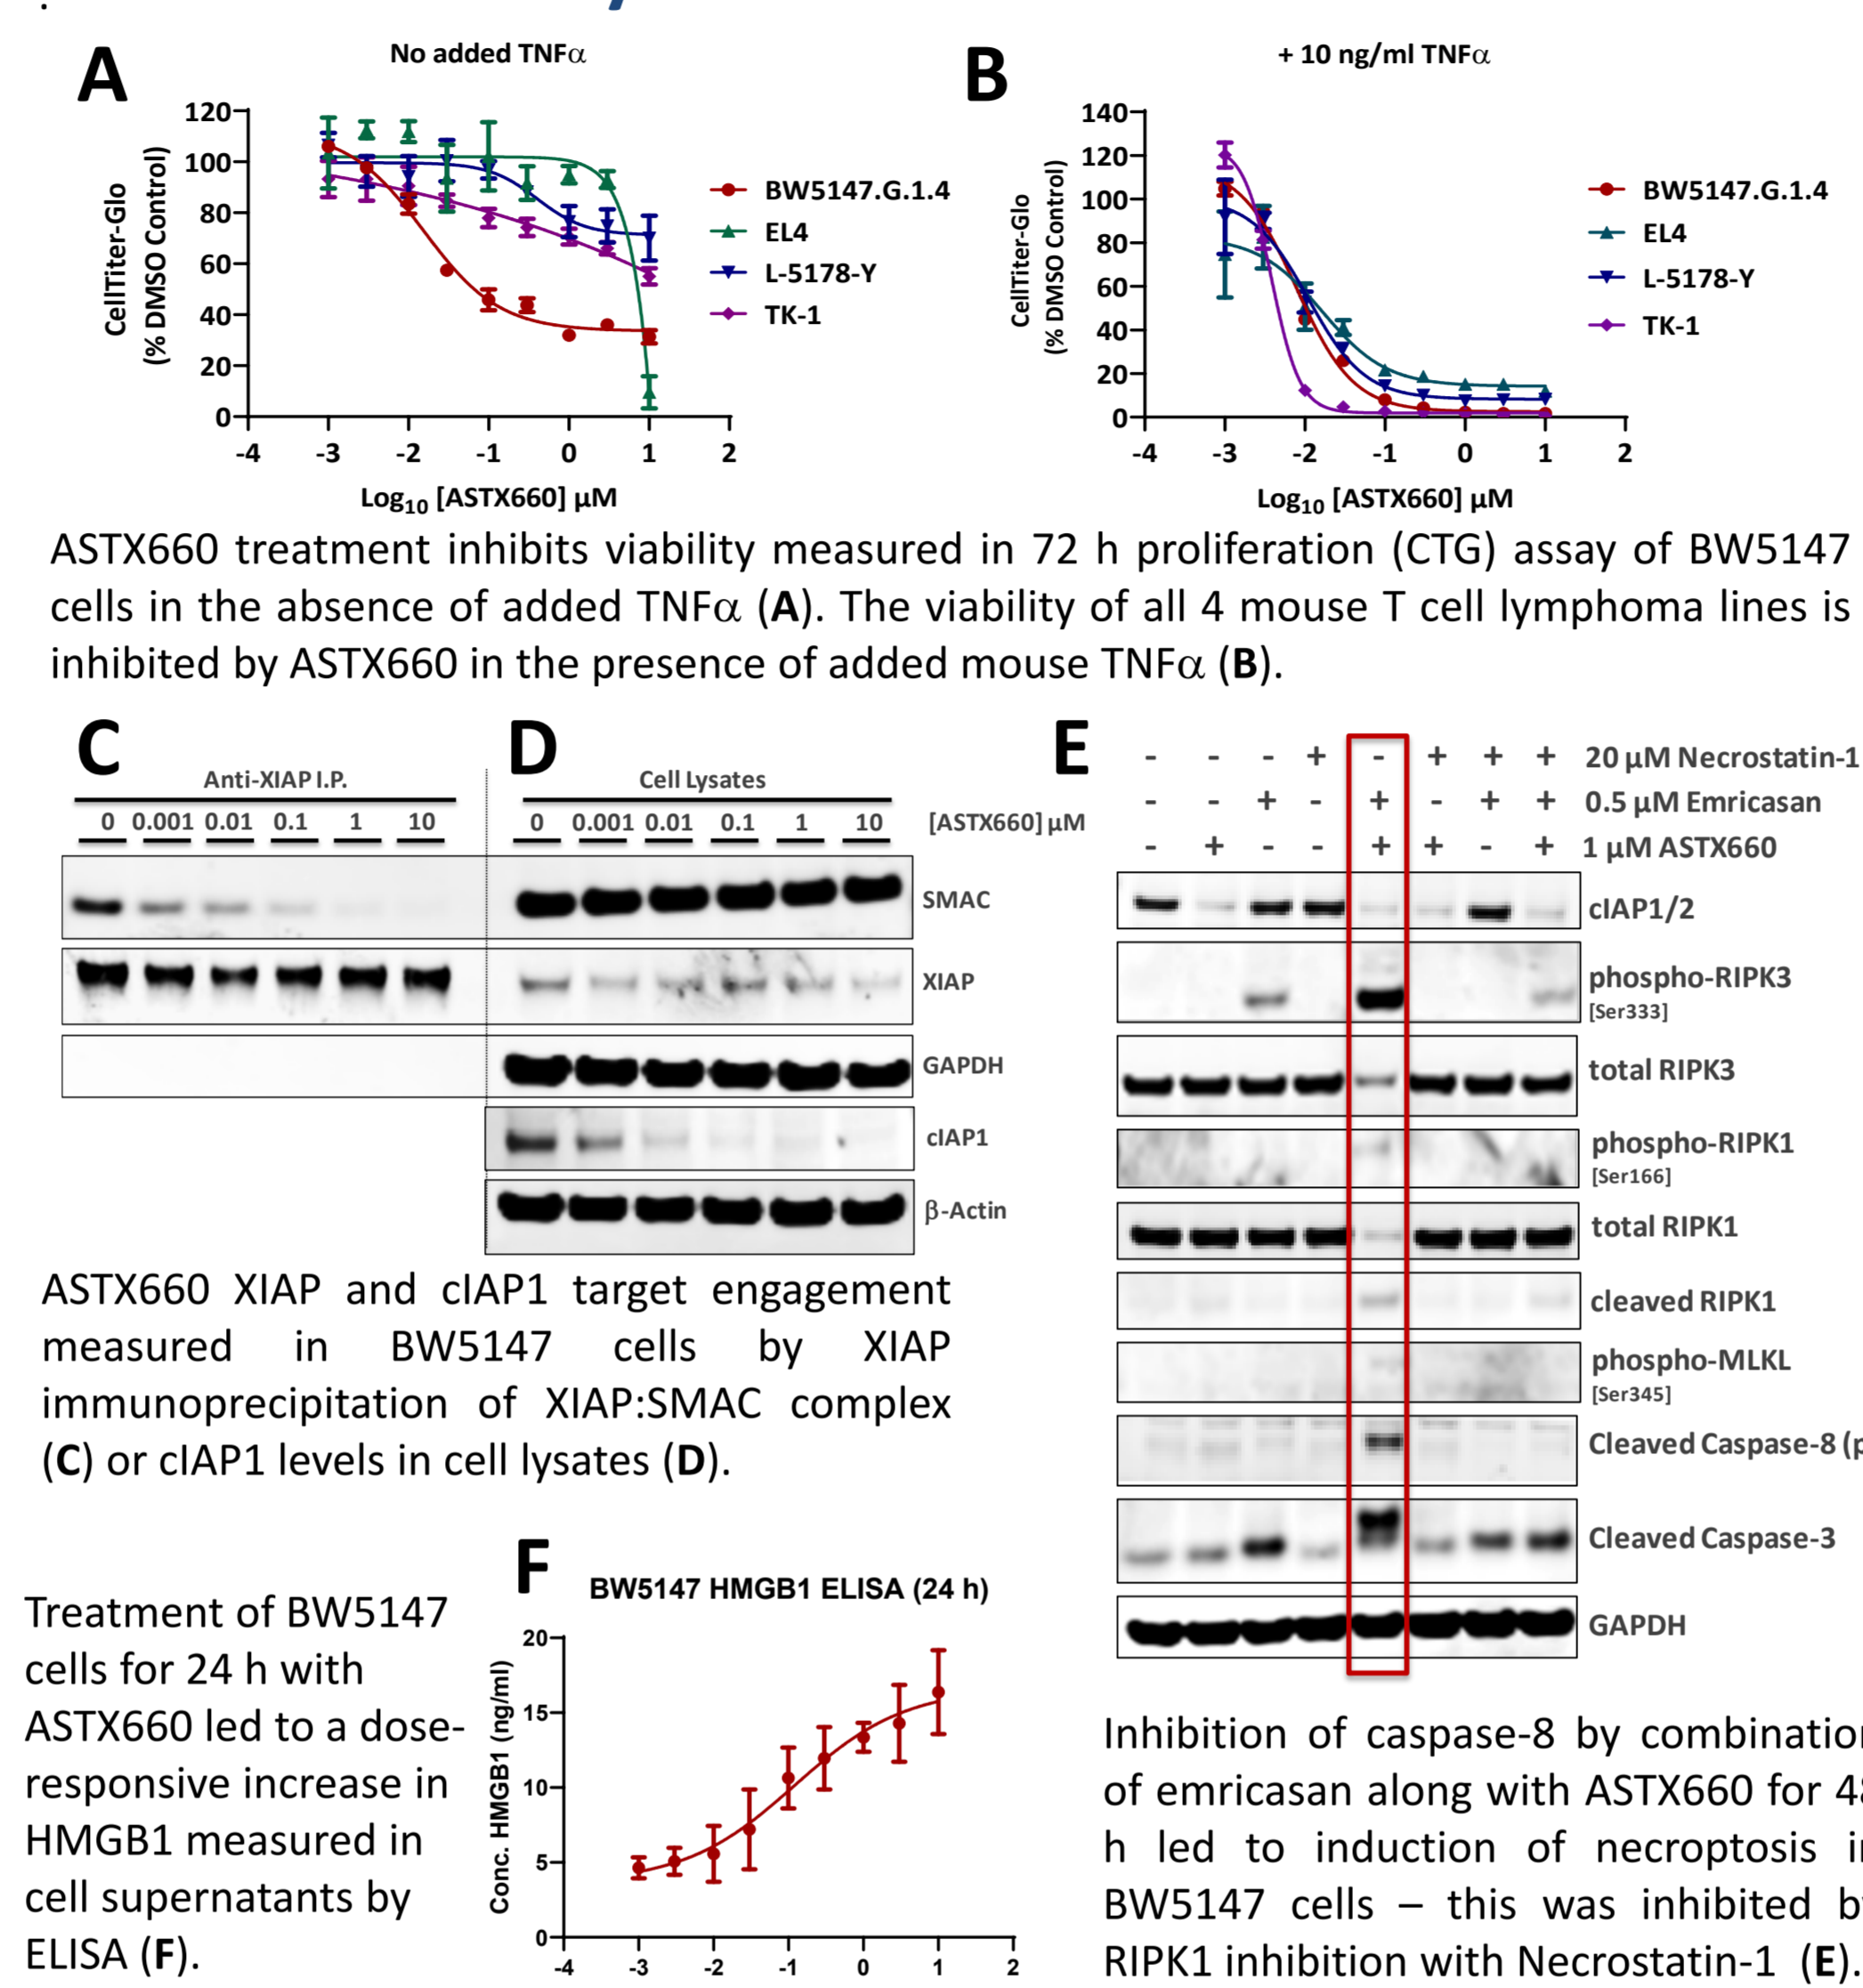 A
No added TNFα
120
100
80
60
40
20
0
CellTiter-Glo
(% DMSO Control)
-4 -3 -2 -1 0 1 2
Log10 [ASTX660] µM
BW5147.G.1.4
EL4
L-5178-Y
TK-1
B
+ 10 ng/ml TNFα
140
120
100
80
60
40
20
0
CellTiter-Glo
(% DMSO Control)
-4 -3 -2 -1 0 1 2
Log10 [ASTX660] µM
BW5147.G.1.4
EL4
L-5178-Y
TK-1
ASTX660 treatment inhibits viability measured in 72 h proliferation (CTG) assay of BW5147
cells in the absence of added TNFα (A). The viability of all 4 mouse T cell lymphoma lines is
inhibited by ASTX660 in the presence of added mouse TNFα (B).
C
Anti-XIAP I.P.
0 0.001 0.01 0.1 1 10
D
Cell Lysates
0 0.001 0.01 0.1 1 10 [ASTX660] µM
SMAC
XIAP
GAPDH
cIAP1
β-Actin
ASTX660 XIAP and cIAP1 target engagement
measured in BW5147 cells by XIAP
immunoprecipitation of XIAP:SMAC complex
(C) or cIAP1 levels in cell lysates (D).
E
- - - + - + + + 20 µM Necrostatin-1
- - + - + - + + 0.5 µM Emricasan
- + - - + + - + 1 µM ASTX660
cIAP1/2
phospho-RIPK3
[Ser333]
total RIPK3
phospho-RIPK1
[Ser166]
total RIPK1
cleaved RIPK1
phospho-MLKL
[Ser345]
Cleaved Caspase-8 (p
Cleaved Caspase-3
GAPDH
Treatment of BW5147
cells for 24 h with
ASTX660 led to a dose-
responsive increase in
HMGB1 measured in
cell supernatants by
ELISA (F).
F
BW5147 HMGB1 ELISA (24 h)
20
15
10
5
0
Conc. HMGB1 (ng/ml)
-4 -3 -2 -1 0 1 2
Inhibition of caspase-8 by combination
of emricasan along with ASTX660 for 48
h led to induction of necroptosis in
BW5147 cells – this was inhibited by
RIPK1 inhibition with Necrostatin-1 (E).